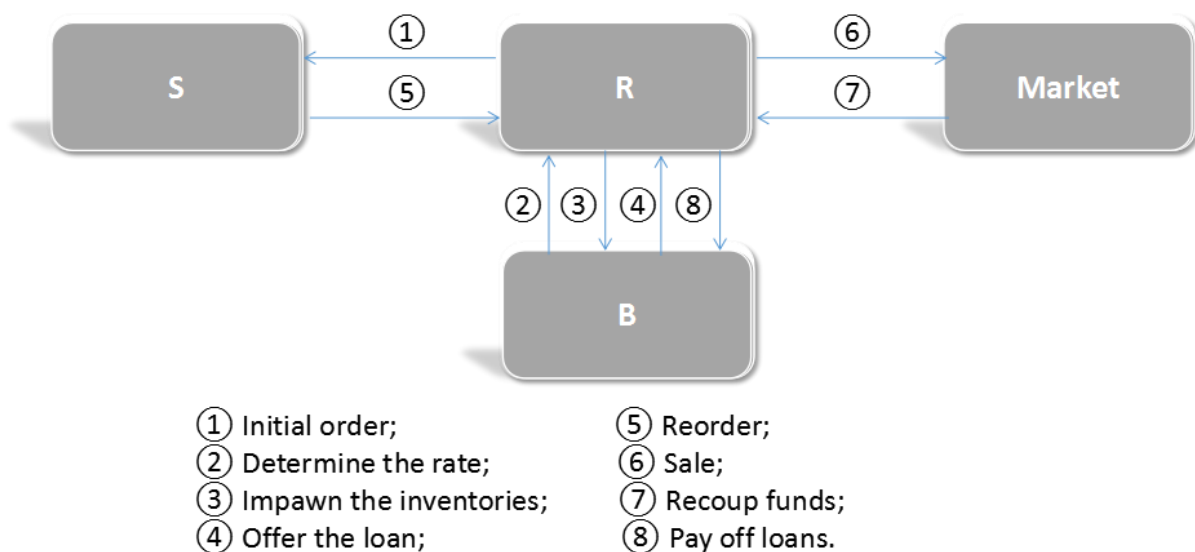 ①
⑥
S
R
Market
⑤
⑦
②
③
④
⑧
B
① Initial order;
② Determine the rate;
③ Impawn the inventories;
④ Offer the loan;
⑤ Reorder;
⑥ Sale;
⑦ Recoup funds;
⑧ Pay off loans.